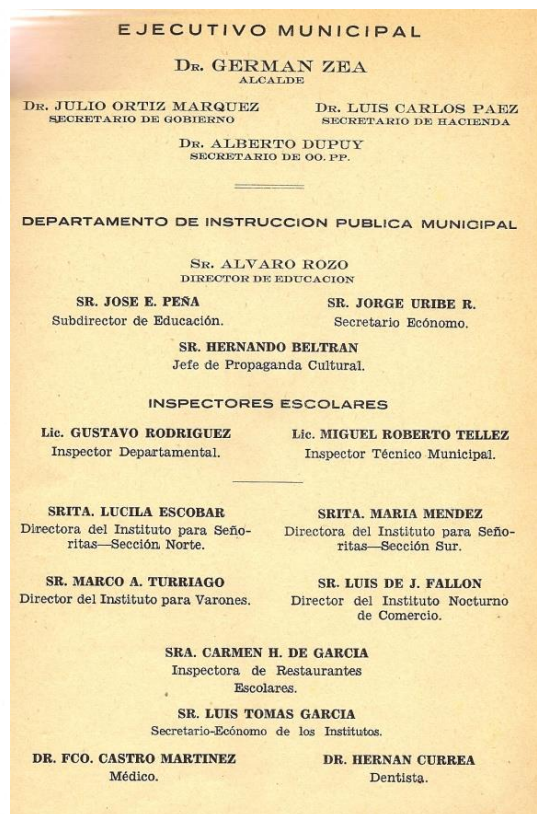 EJECUTIVO MUNICIPAL
DR. GERMAN ZEA
ALCALDE
DR. JULIO ORTIZ MARQUEZ
SECRETARIO DE GOBIERNO
DR. LUIS CARLOS PAEZ
SECRETARIO DE HACIENDA
DR. ALBERTO DUPUY
SECRETARIO DE OO. PP.
DEPARTAMENTO DE INSTRUCCION PUBLICA MUNICIPAL
SR. ALVARO ROZO
DIRECTOR DE EDUCACION
SR. JOSE E. PEÑA
Subdirector de Educación.
SR. JORGE URIBE R.
Secretario Ecónomo.
SR. HERNANDO BELTRAN
Jefe de Propaganda Cultural.
INSPECTORES ESCOLARES
Lic. GUSTAVO RODRIGUEZ
Inspector Departamental.
Lic. MIGUEL ROBERTO TELLEZ
Inspector Técnico Municipal.
SRITA. LUCILA ESCOBAR
Directora del Instituto para Seño-
ritas—Sección Norte.
SRITA. MARIA MENDEZ
Directora del Instituto para Seño-
ritas—Sección Sur.
SR. MARCO A. TURRIAGO
Director del Instituto para Varones.
SR. LUIS DE J. FALLON
Director del Instituto Nocturno
de Comercio.
SRA. CARMEN H. DE GARCIA
Inspectora de Restaurantes
Escolares.
SR. LUIS TOMAS GARCIA
Secretario-Ecónomo de los Institutos.
DR. FCO. CASTRO MARTINEZ
Médico.
DR. HERNAN CURREA
Dentista.